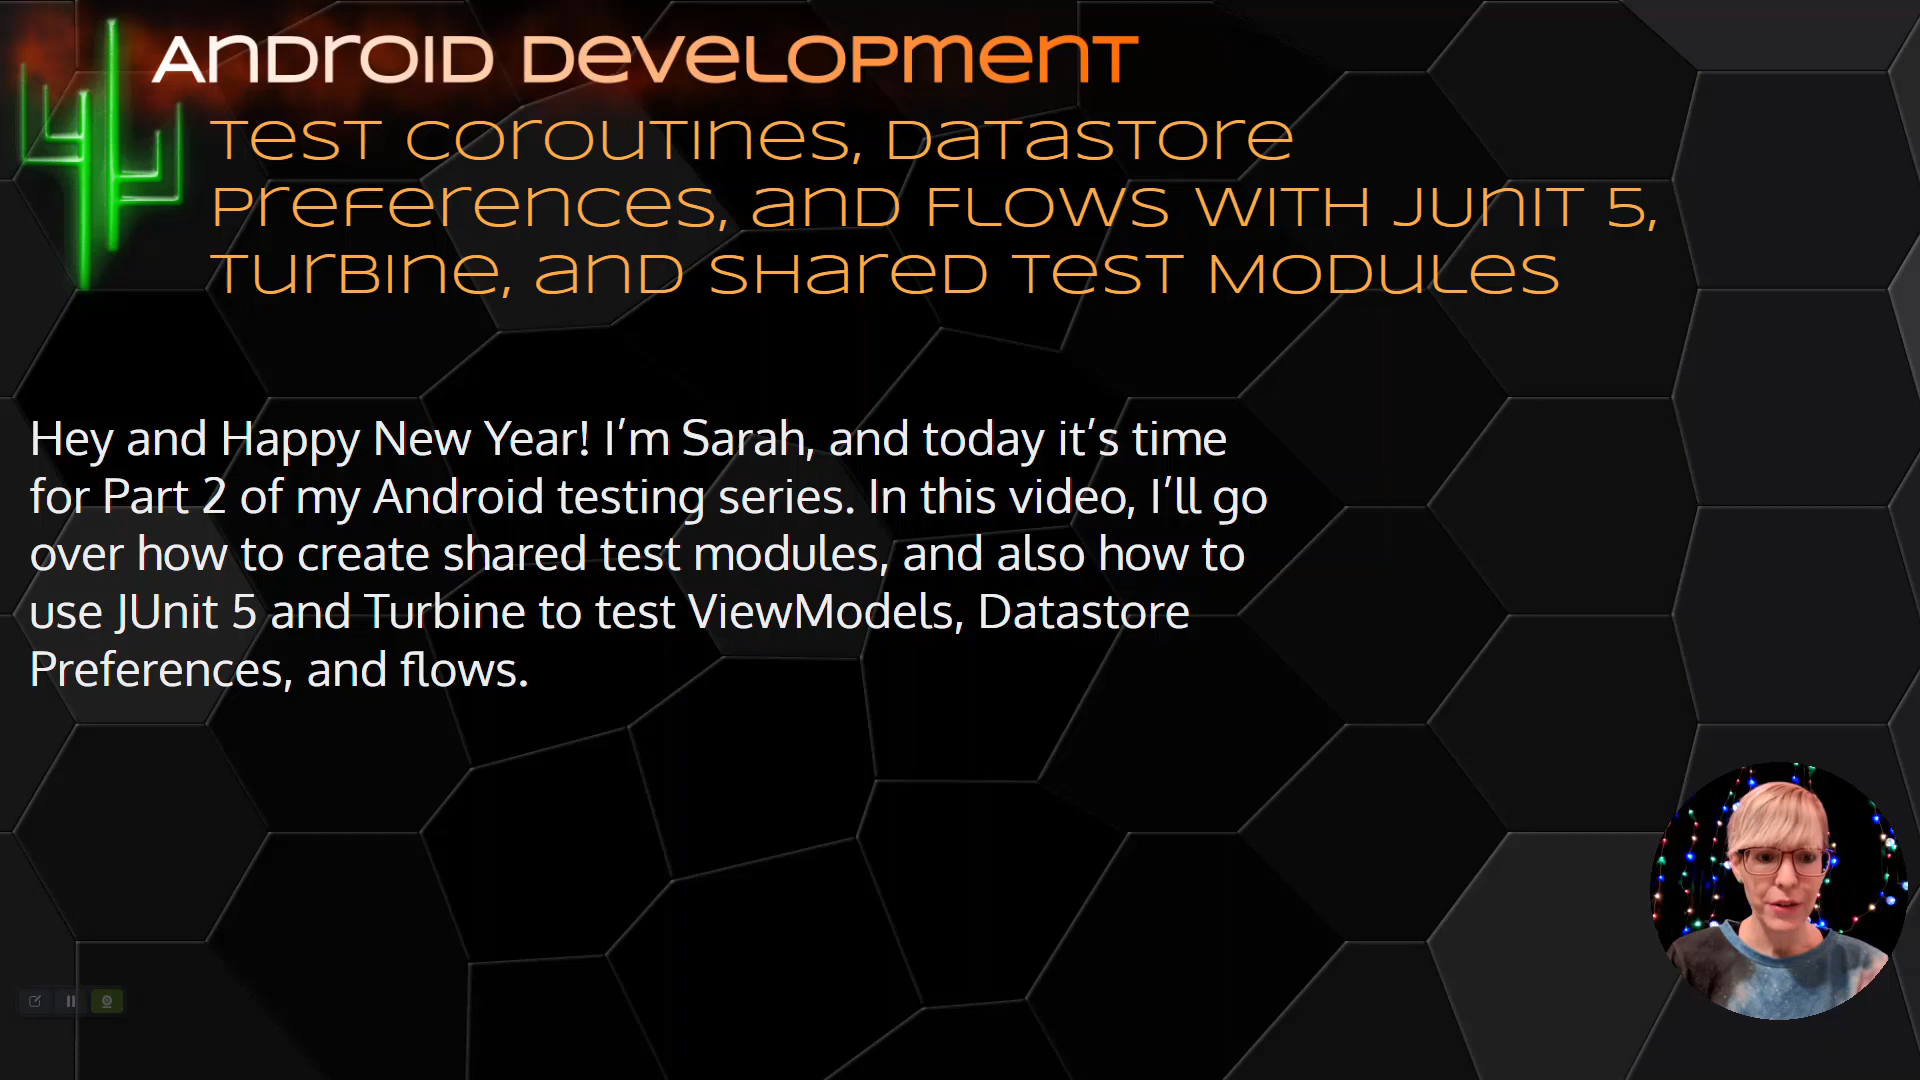 Android Development
Test Coroutines, Datastore
Preferences, and Flows with JUnit 5,
Turbine, and Shared Test Modules
Hey and Happy New Year! I’m Sarah, and today it’s time
for Part 2 of my Android testing series. In this video, I’ll go
over how to create shared test modules, and also how to
use JUnit 5 and Turbine to test ViewModels, Datastore
Preferences, and flows.